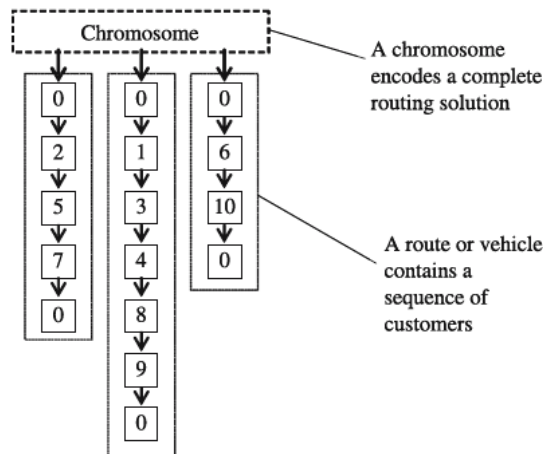 Chromosome
A chromosome
encodes a complete
routing solution
0 0 0
2 1 6
5 3 10
7 4 0
0 8
9
0
A route or vehicle
contains a
sequence of
customers